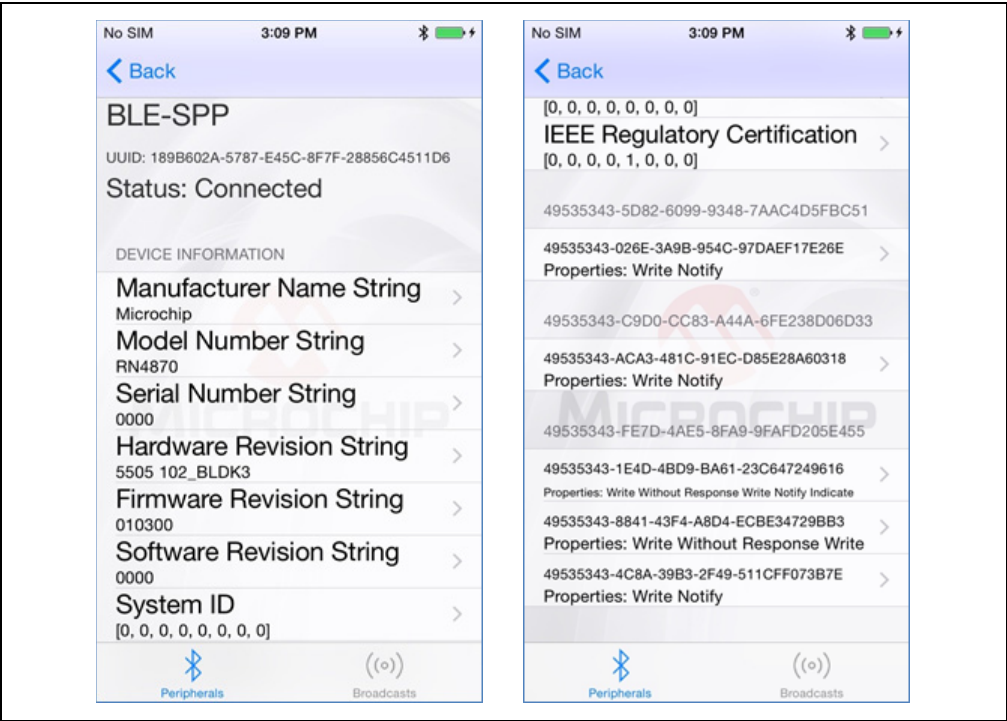 No SIM 3:09 PM
Back
BLE-SPP
UUID: 189B602A-5787-E45C-8F7F-28856C4511D6
Status: Connected
DEVICE INFORMATION
Manufacturer Name String
Microchip
Model Number String
RN4870
Serial Number String
0000
Hardware Revision String
5505 102_BLDK3
Firmware Revision String
010300
Software Revision String
0000
System ID
[0, 0, 0, 0, 0, 0, 0, 0]
MICROCHIP
Peripherals Broadcasts
No SIM 3:09 PM
Back
[0, 0, 0, 0, 0, 0, 0, 0]
IEEE Regulatory Certification
[0, 0, 0, 0, 1, 0, 0, 0]
49535343-5D82-6099-9348-7AAC4D5FBC51
49535343-026E-3A9B-954C-97DAEF17E26E
Properties: Write Notify
49535343-C9D0-CC83-A44A-6FE238D06D33
49535343-ACA3-481C-91EC-D85E28A60318
Properties: Write Notify
MICROCHIP
49535343-FE7D-4AE5-8FA9-9FAFD205E455
49535343-1E4D-4BD9-BA61-23C647249616
Properties: Write Without Response Write Notify Indicate
49535343-8841-43F4-A8D4-ECBE34729BB3
Properties: Write Without Response Write
49535343-4C8A-39B3-2F49-511CFF073B7E
Properties: Write Notify
Peripherals Broadcasts